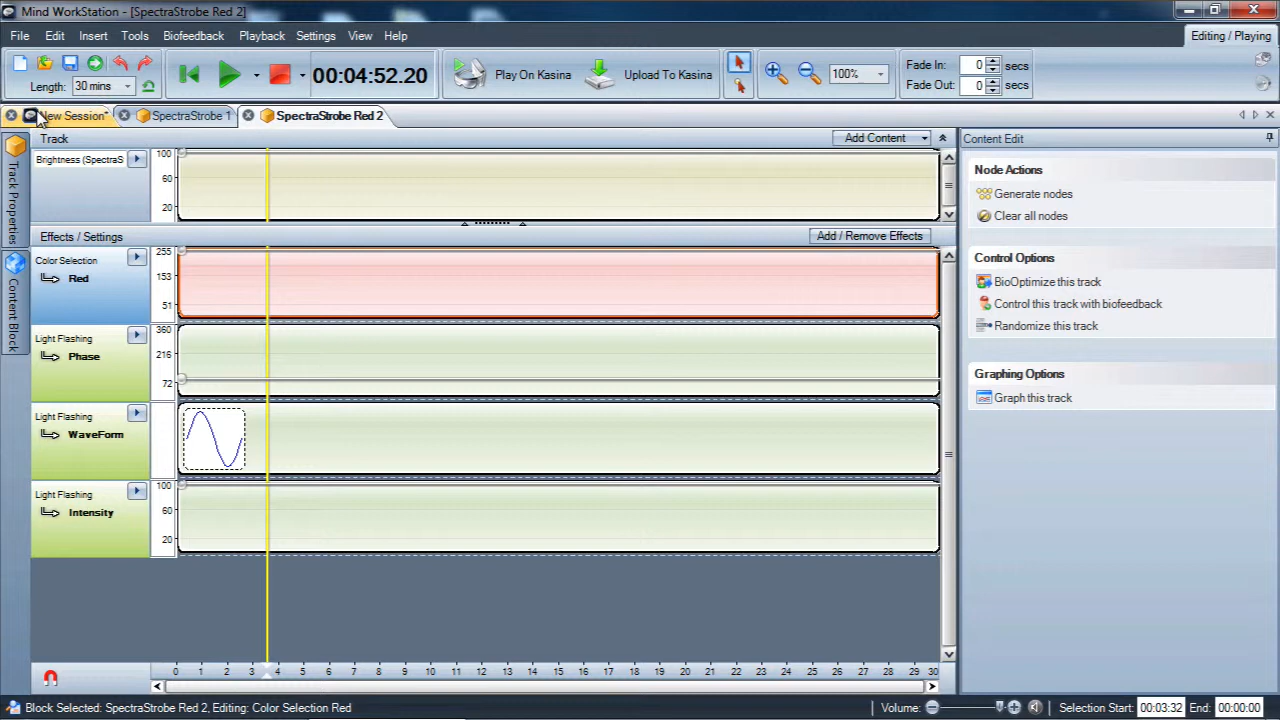 Mind WorkStation - [SpectraStrobe Red 2]
File Edit Insert Tools Biofeedback Playback Settings View Help
Editing / Playing
Length: 30 mins
00:04:52.20
Play On Kasina
Upload To Kasina
100%
Fade In: 0 secs
Fade Out: 0 secs
New Session*
SpectraStrobe 1
SpectraStrobe Red 2
Track Properties
Content Block
Track
Add Content
Brightness (SpectraS
100
60
20
Effects / Settings
Add / Remove Effects
Color Selection
Red
255
153
51
Light Flashing
Phase
360
216
72
Light Flashing
WaveForm
Light Flashing
Intensity
100
60
20
0 1 2 3 4 5 6 7 8 9 10 11 12 13 14 15 16 17 18 19 20 21 22 23 24 25 26 27 28 29 30
Content Edit
Node Actions
Generate nodes
Clear all nodes
Control Options
BioOptimize this track
Control this track with biofeedback
Randomize this track
Graphing Options
Graph this track
Block Selected: SpectraStrobe Red 2, Editing: Color Selection Red
Volume:
Selection Start: 00:03:32 End: 00:00:00